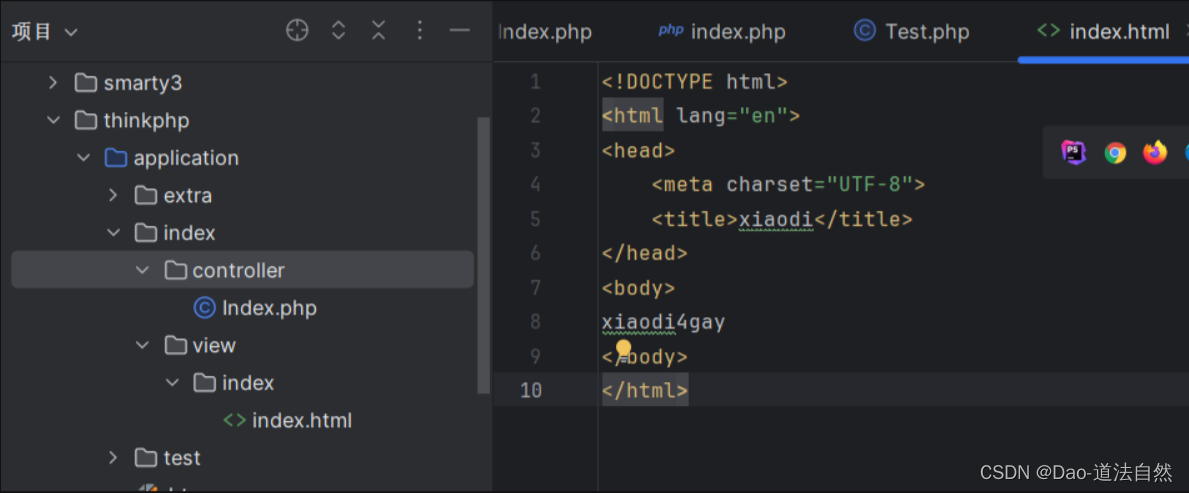 项目
smarty3
thinkphp
application
extra
index
controller
Index.php
view
index
index.html
test
Index.php
php index.php
C Test.php
<> index.html
1 <!DOCTYPE html>
2 <html lang="en">
3 <head>
4 <meta charset="UTF-8">
5 <title>xiaodi</title>
6 </head>
7 <body>
8 xiaodi4gay
9 </body>
10 </html>
CSDN @Dao-道法自然